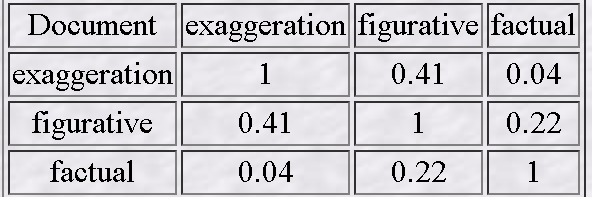 Document exaggeration figurative factual
exaggeration 1 0.41 0.04
figurative 0.41 1 0.22
factual 0.04 0.22 1